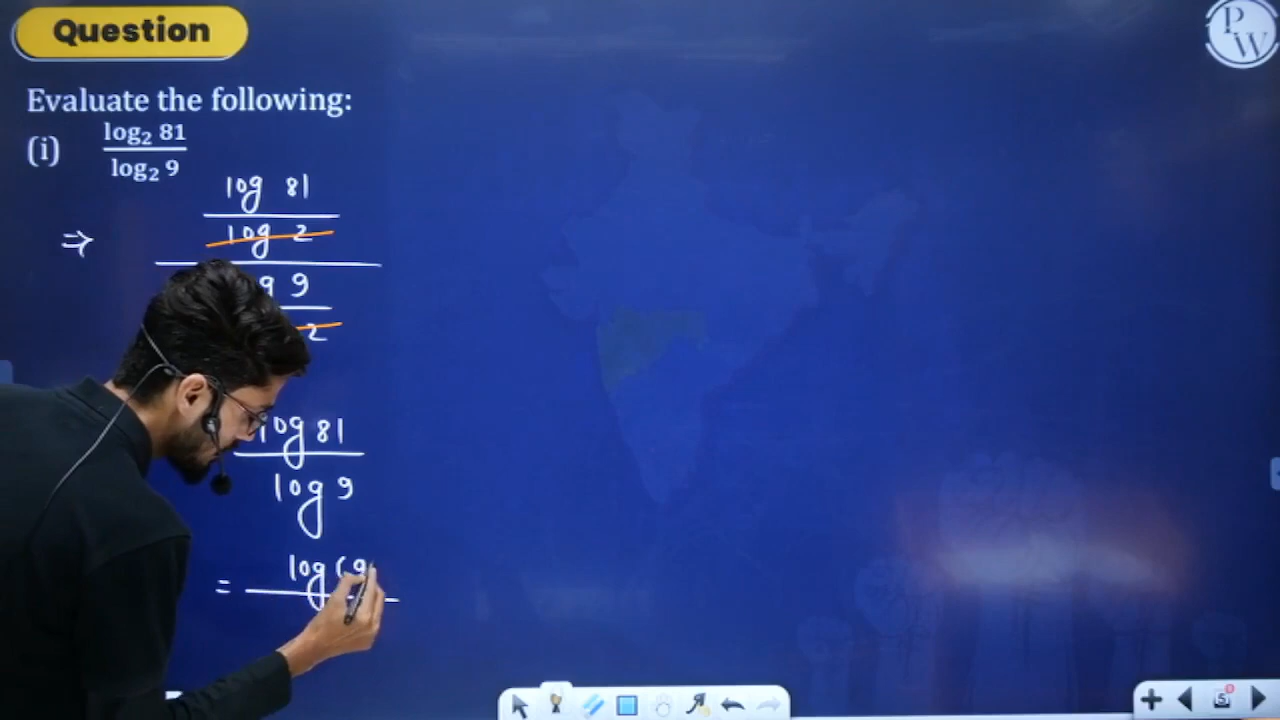 Question
P
W
Evaluate the following:
(i) log₂ 81
log₂ 9
log 81
⇒ log 2
9
2
log 81
log 9
= log (9
5